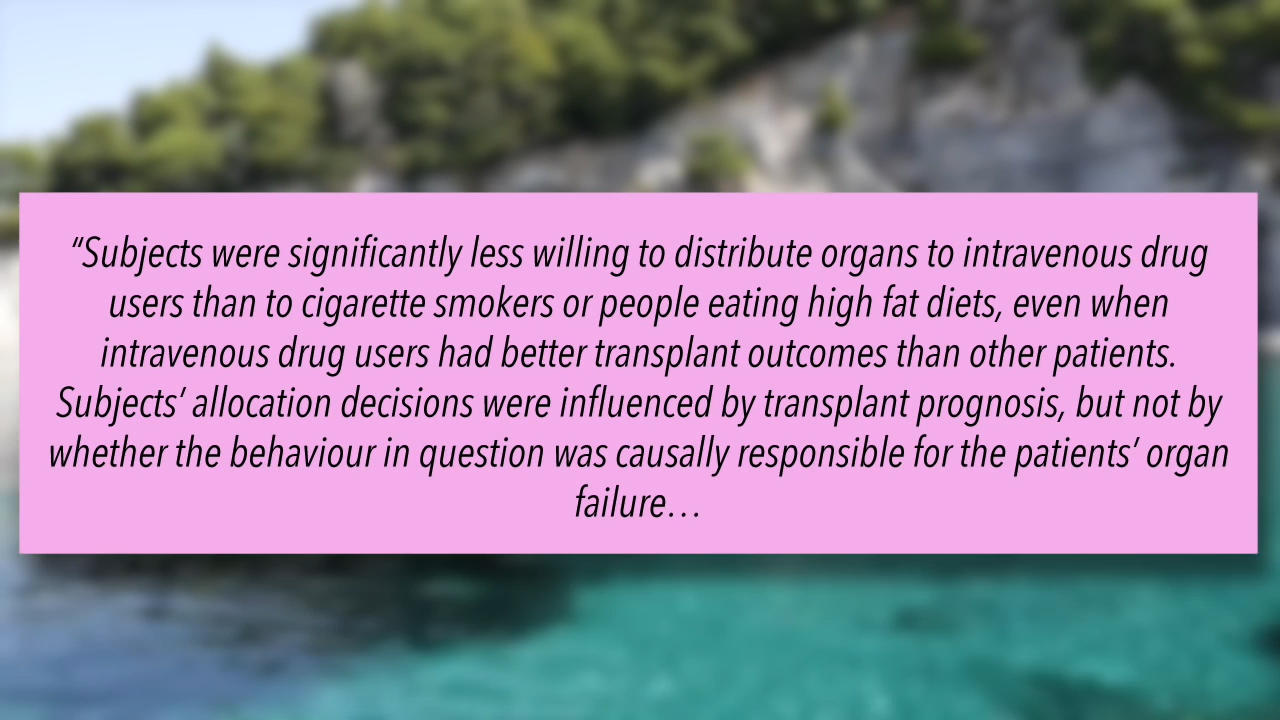 “Subjects were significantly less willing to distribute organs to intravenous drug
users than to cigarette smokers or people eating high fat diets, even when
intravenous drug users had better transplant outcomes than other patients.
Subjects’ allocation decisions were influenced by transplant prognosis, but not by
whether the behaviour in question was causally responsible for the patients’ organ
failure…